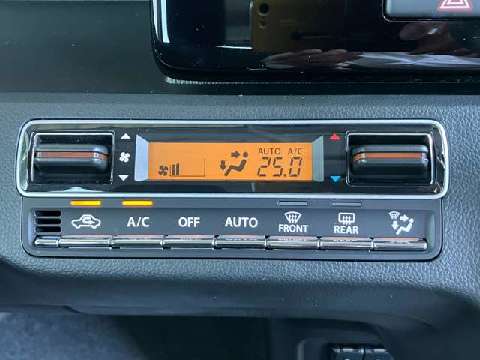 AUTO A/C
25.0
A/C OFF AUTO FRONT REAR